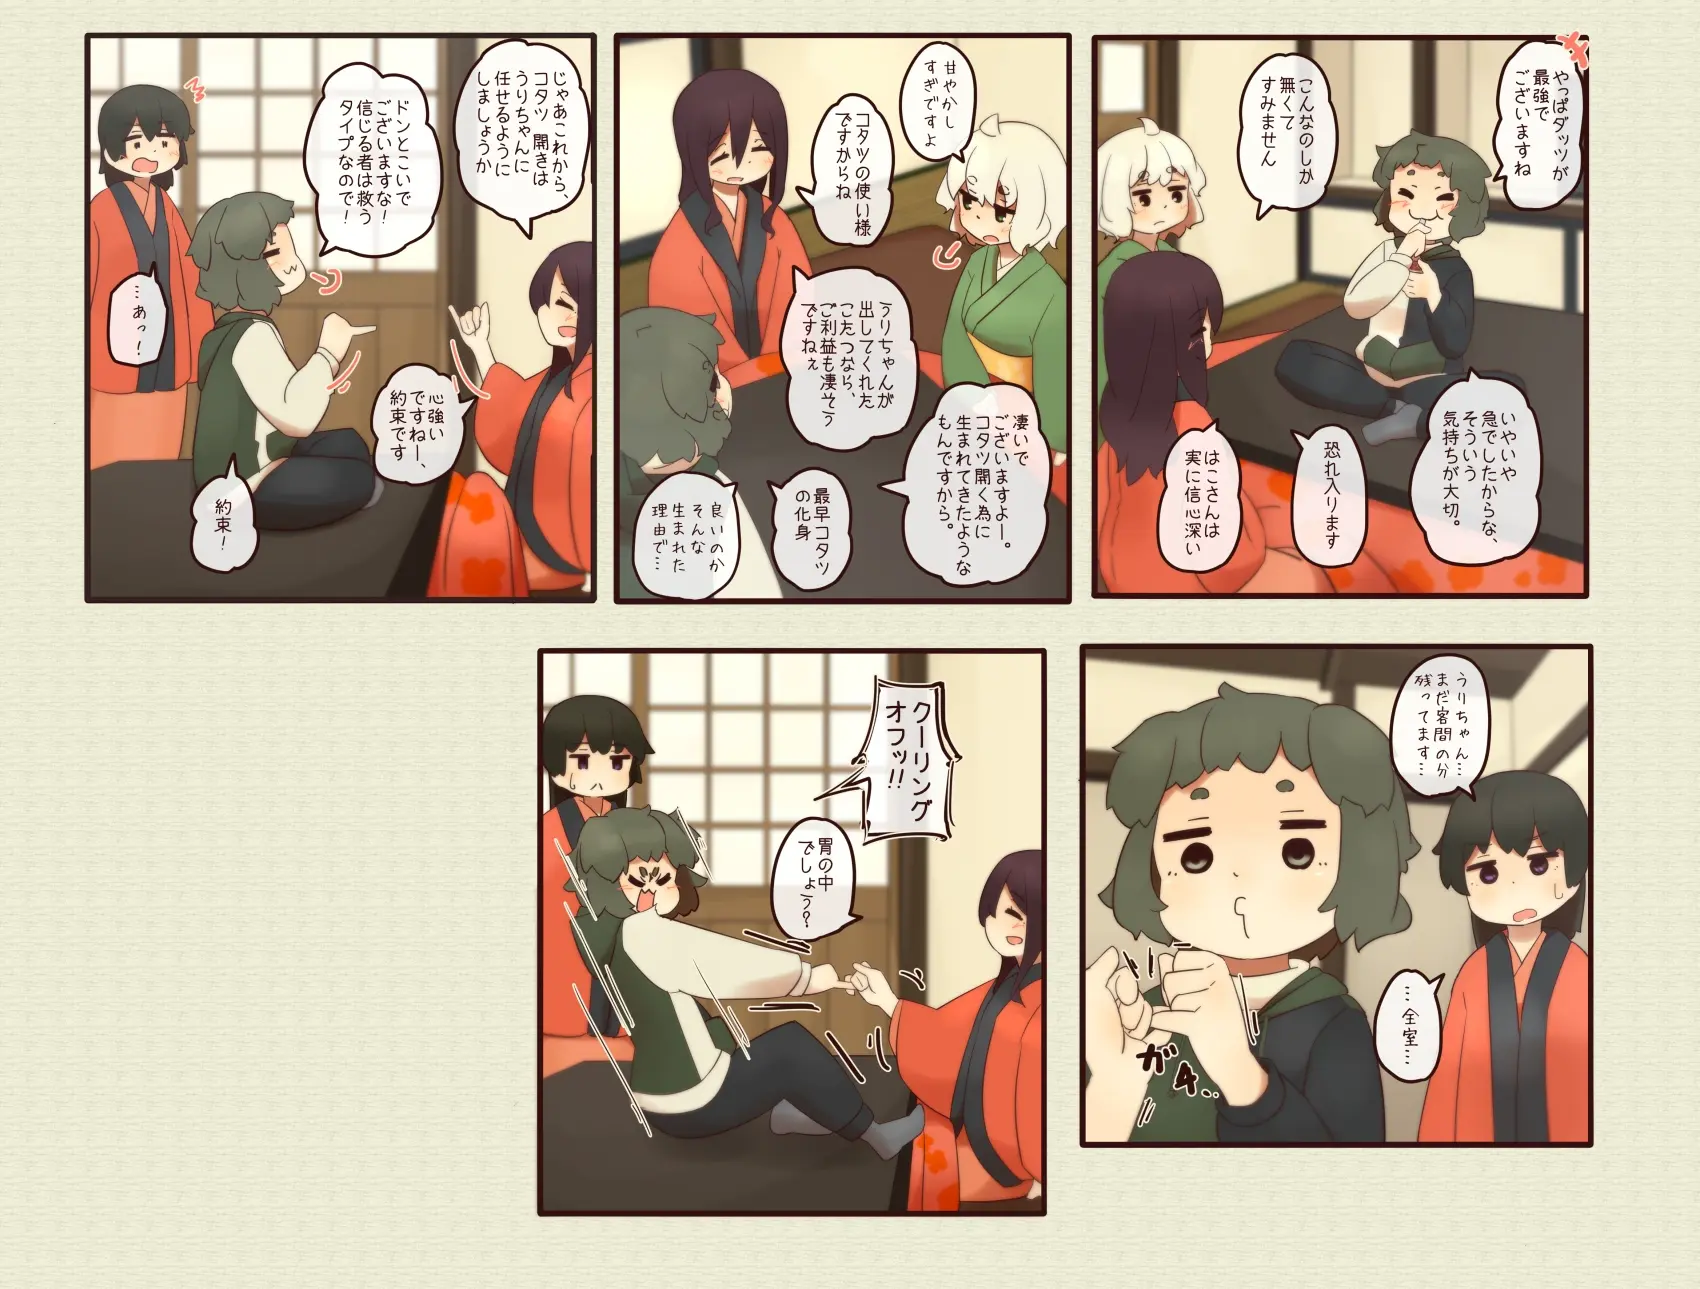 やっぱダッツが
最強で
ございますね
こんなのしか
無くて
すみません
いやいや
急でしたからな、
そういう
気持ちが大切。
恐れ入ります
はこさんは
実に信心深い
甘やかし
すぎですよ
コタツの使い様
ですからね
うりちゃんが
出してくれた
こたつなら、
ご利益も凄そう
ですねぇ
凄いで
ございますよー。
コタツ開く為に
生まれてきたような
もんですから。
最早コタツ
の化身
良いのか
そんな
生まれた
理由で…
じゃあこれから、
コタツ 開きは
うりちゃんに
任せるように
しましょうか
ドンとこいで
ございますな！
信じる者は救う
タイプなので！
…あっ！
心強い
ですねー、
約束です
約束！
うりちゃん…
まだ客間の分
残ってます…
…全室…
ガタ..
クーリング
オフッ!!
胃の中
でしょう？